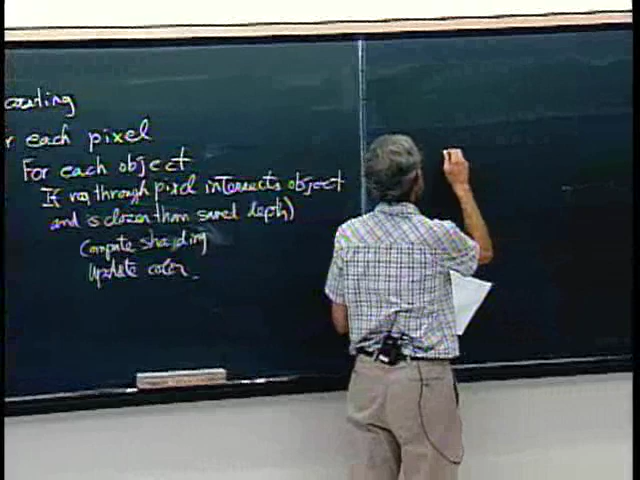 casting
r each pixel
For each object
If ray through pixel intersects object
and is closer than saved depth)
Compute shading
Update color